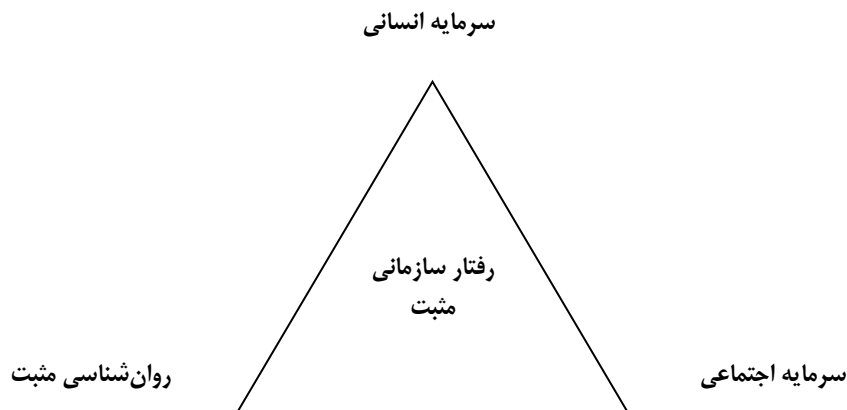 سرمایه انسانی
رفتار سازمانی
مثبت
سرمایه اجتماعی
روان‌شناسی مثبت